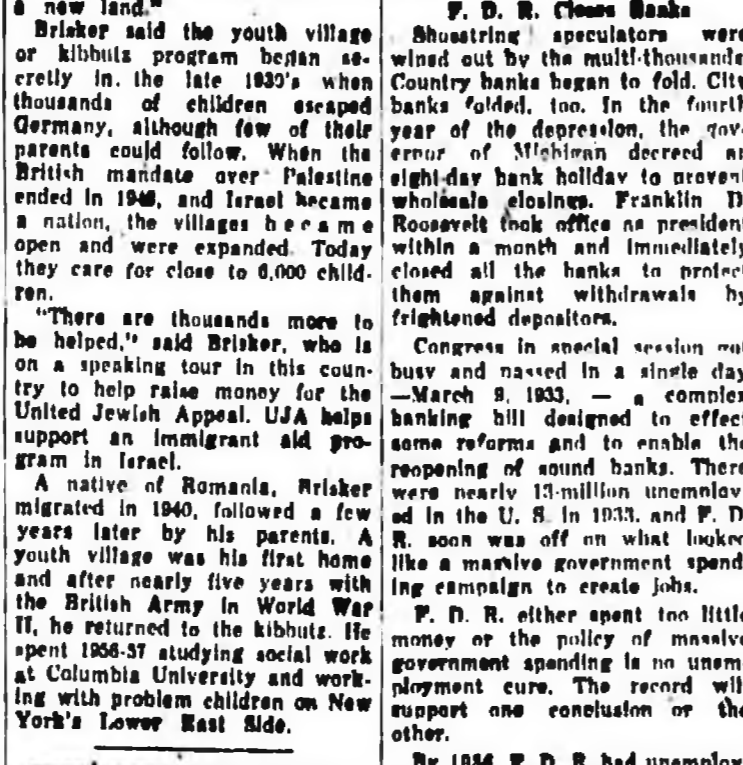 a new land."
Brisker said the youth village
or kibbutz program began se-
cretly in. the late 1930's when
thousands of children escaped
Germany, although few of their
parents could follow. When the
British mandate over Palestine
ended in and Israel became
a nation, the villages became
open and were expanded. Today
they care for close to 6,000 child-
ren.
"There are thousands more to
be helped," said Brisker, who is
on a speaking tour in this coun-
try to help raise money for the
United Jewish Appeal. UJA helps
support an immigrant aid pro-
gram in Israel.
A native of Romania, Brisker
migrated in 1940, followed a few
years later by his parents. A
youth village was his first home
and after nearly five years with
the British Army in World War
II, he returned to the kibbutz. He
spent 1956-57 studying social work
at Columbia University and work-
ing with problem children on New
York's Lower East Side.
F. D. R. Closes Banks
Shoestring speculators were
wined out by the multi-thousands
Country banks began to fold. City
banks folded, too. In the fourth
year of the depression, the gov-
ernor of Michigan decreed an
eight-day bank holiday to prevent
wholesale closings. Franklin D
Roosevelt took office as president
within a month and immediately
closed all the banks to protect
them against withdrawals by
frightened depositors.
Congress in special session got
busy and passed in a single day
—March 9, 1933, — a complex
banking bill designed to effect
some reforms and to enable the
reopening of sound banks. There
were nearly 13-million unemploy-
ed in the U. S. in 1933. and F. D
R. soon was off on what looked
like a massive government spend-
ing campaign to create jobs.
F. D. R. either spent too little
money or the policy of massive
government spending is no unem-
ployment cure. The record will
support one conclusion or the
other.
By 1936 F. D. R. had unemploy